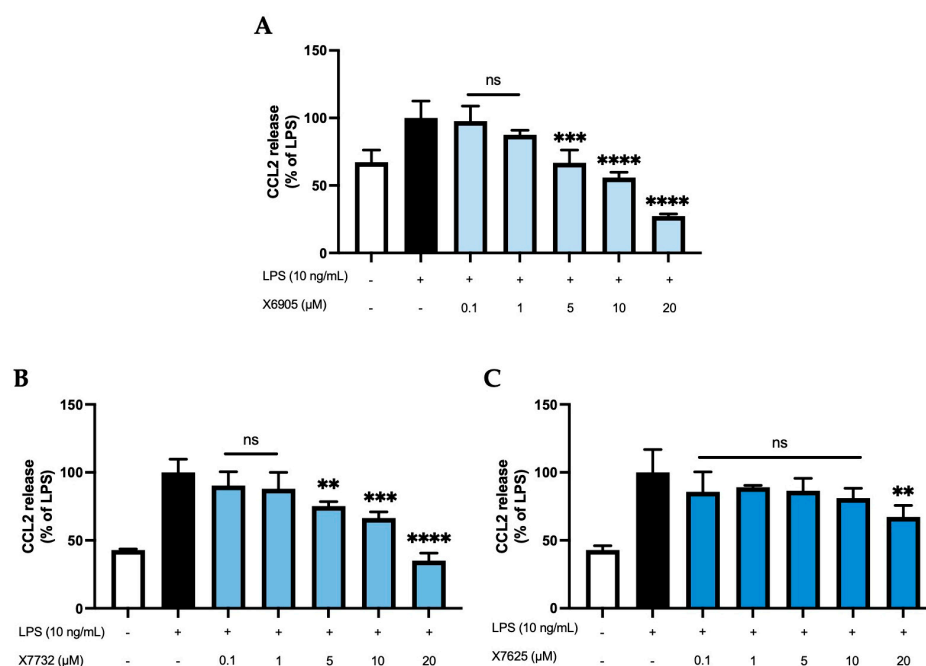 A
CCL2 release
(% of LPS)
150
100
50
0
ns
***
****
****
LPS (10 ng/mL) - + + + + + +
X6905 (µM) - - 0.1 1 5 10 20
B
CCL2 release
(% of LPS)
150
100
50
0
ns
**
***
****
LPS (10 ng/mL) - + + + + + +
X7732 (µM) - - 0.1 1 5 10 20
C
CCL2 release
(% of LPS)
150
100
50
0
ns
**
LPS (10 ng/mL) - + + + + + +
X7625 (µM) - - 0.1 1 5 10 20